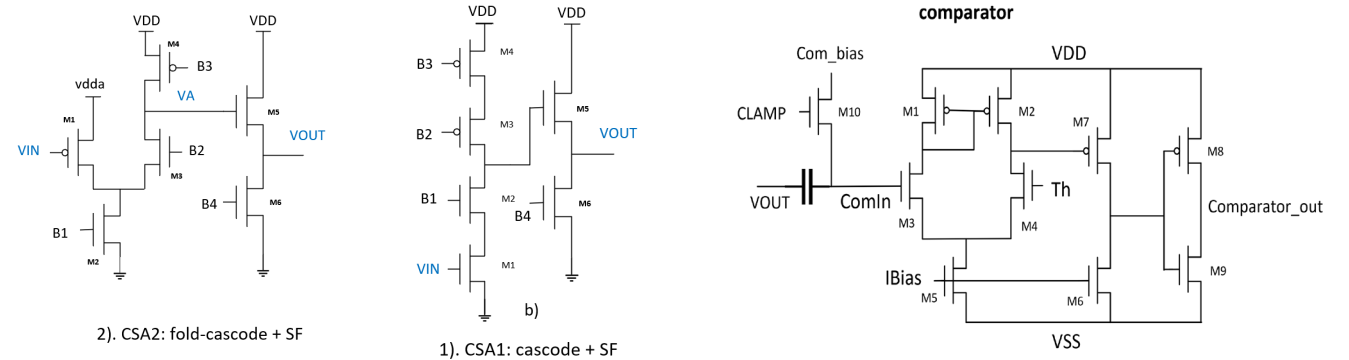 VDD
VDD
M4
B3
vdda
VA
M1
M5
VIN
B2
VOUT
M3
B4
M6
B1
M2
2). CSA2: fold-cascode + SF
VDD
VDD
B3
M4
M5
B2
M3
VOUT
B1
M2
B4
M6
VIN
M1
b)
1). CSA1: cascode + SF
comparator
Com_bias
VDD
CLAMP
M10
M1
M2
M7
M8
Th
VOUT
ComIn
Comparator_out
M3
M4
IBias
M5
M6
M9
VSS